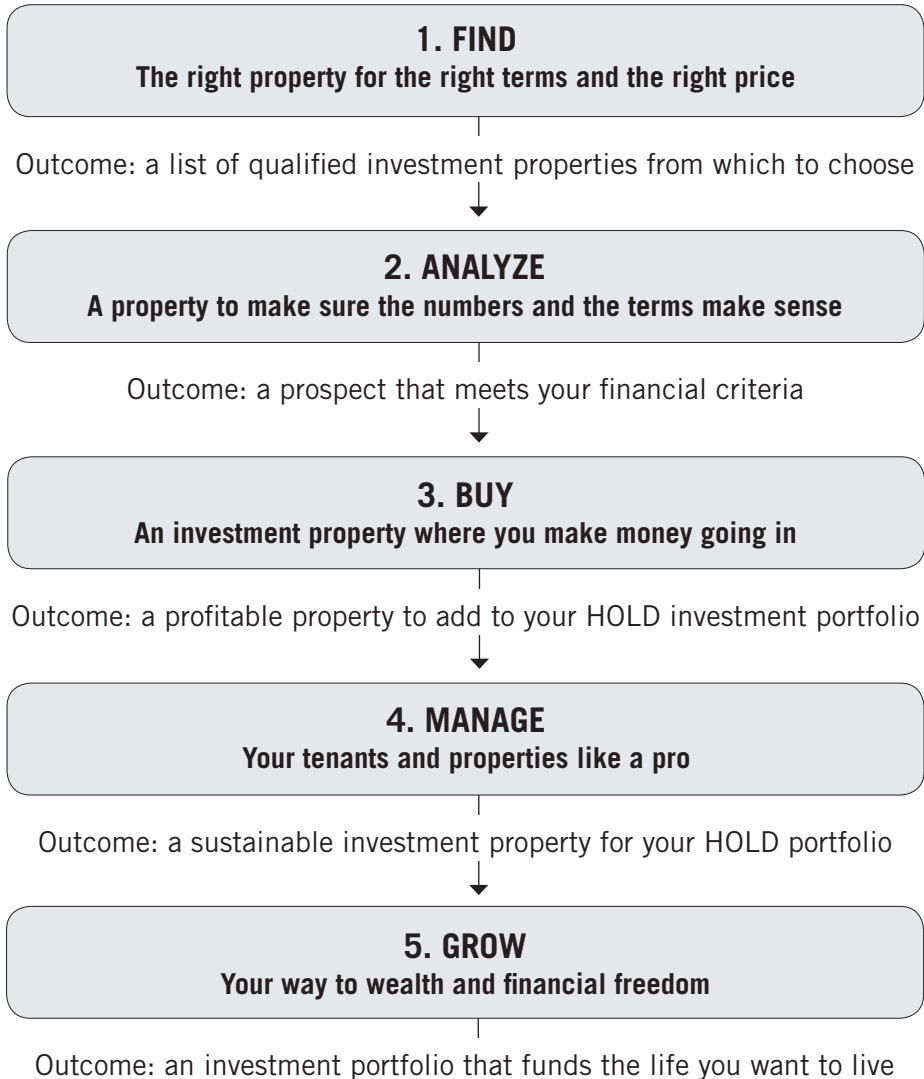 1. FIND
The right property for the right terms and the right price
Outcome: a list of qualified investment properties from which to choose
2. ANALYZE
A property to make sure the numbers and the terms make sense
Outcome: a prospect that meets your financial criteria
3. BUY
An investment property where you make money going in
Outcome: a profitable property to add to your HOLD investment portfolio
4. MANAGE
Your tenants and properties like a pro
Outcome: a sustainable investment property for your HOLD portfolio
5. GROW
Your way to wealth and financial freedom
Outcome: an investment portfolio that funds the life you want to live